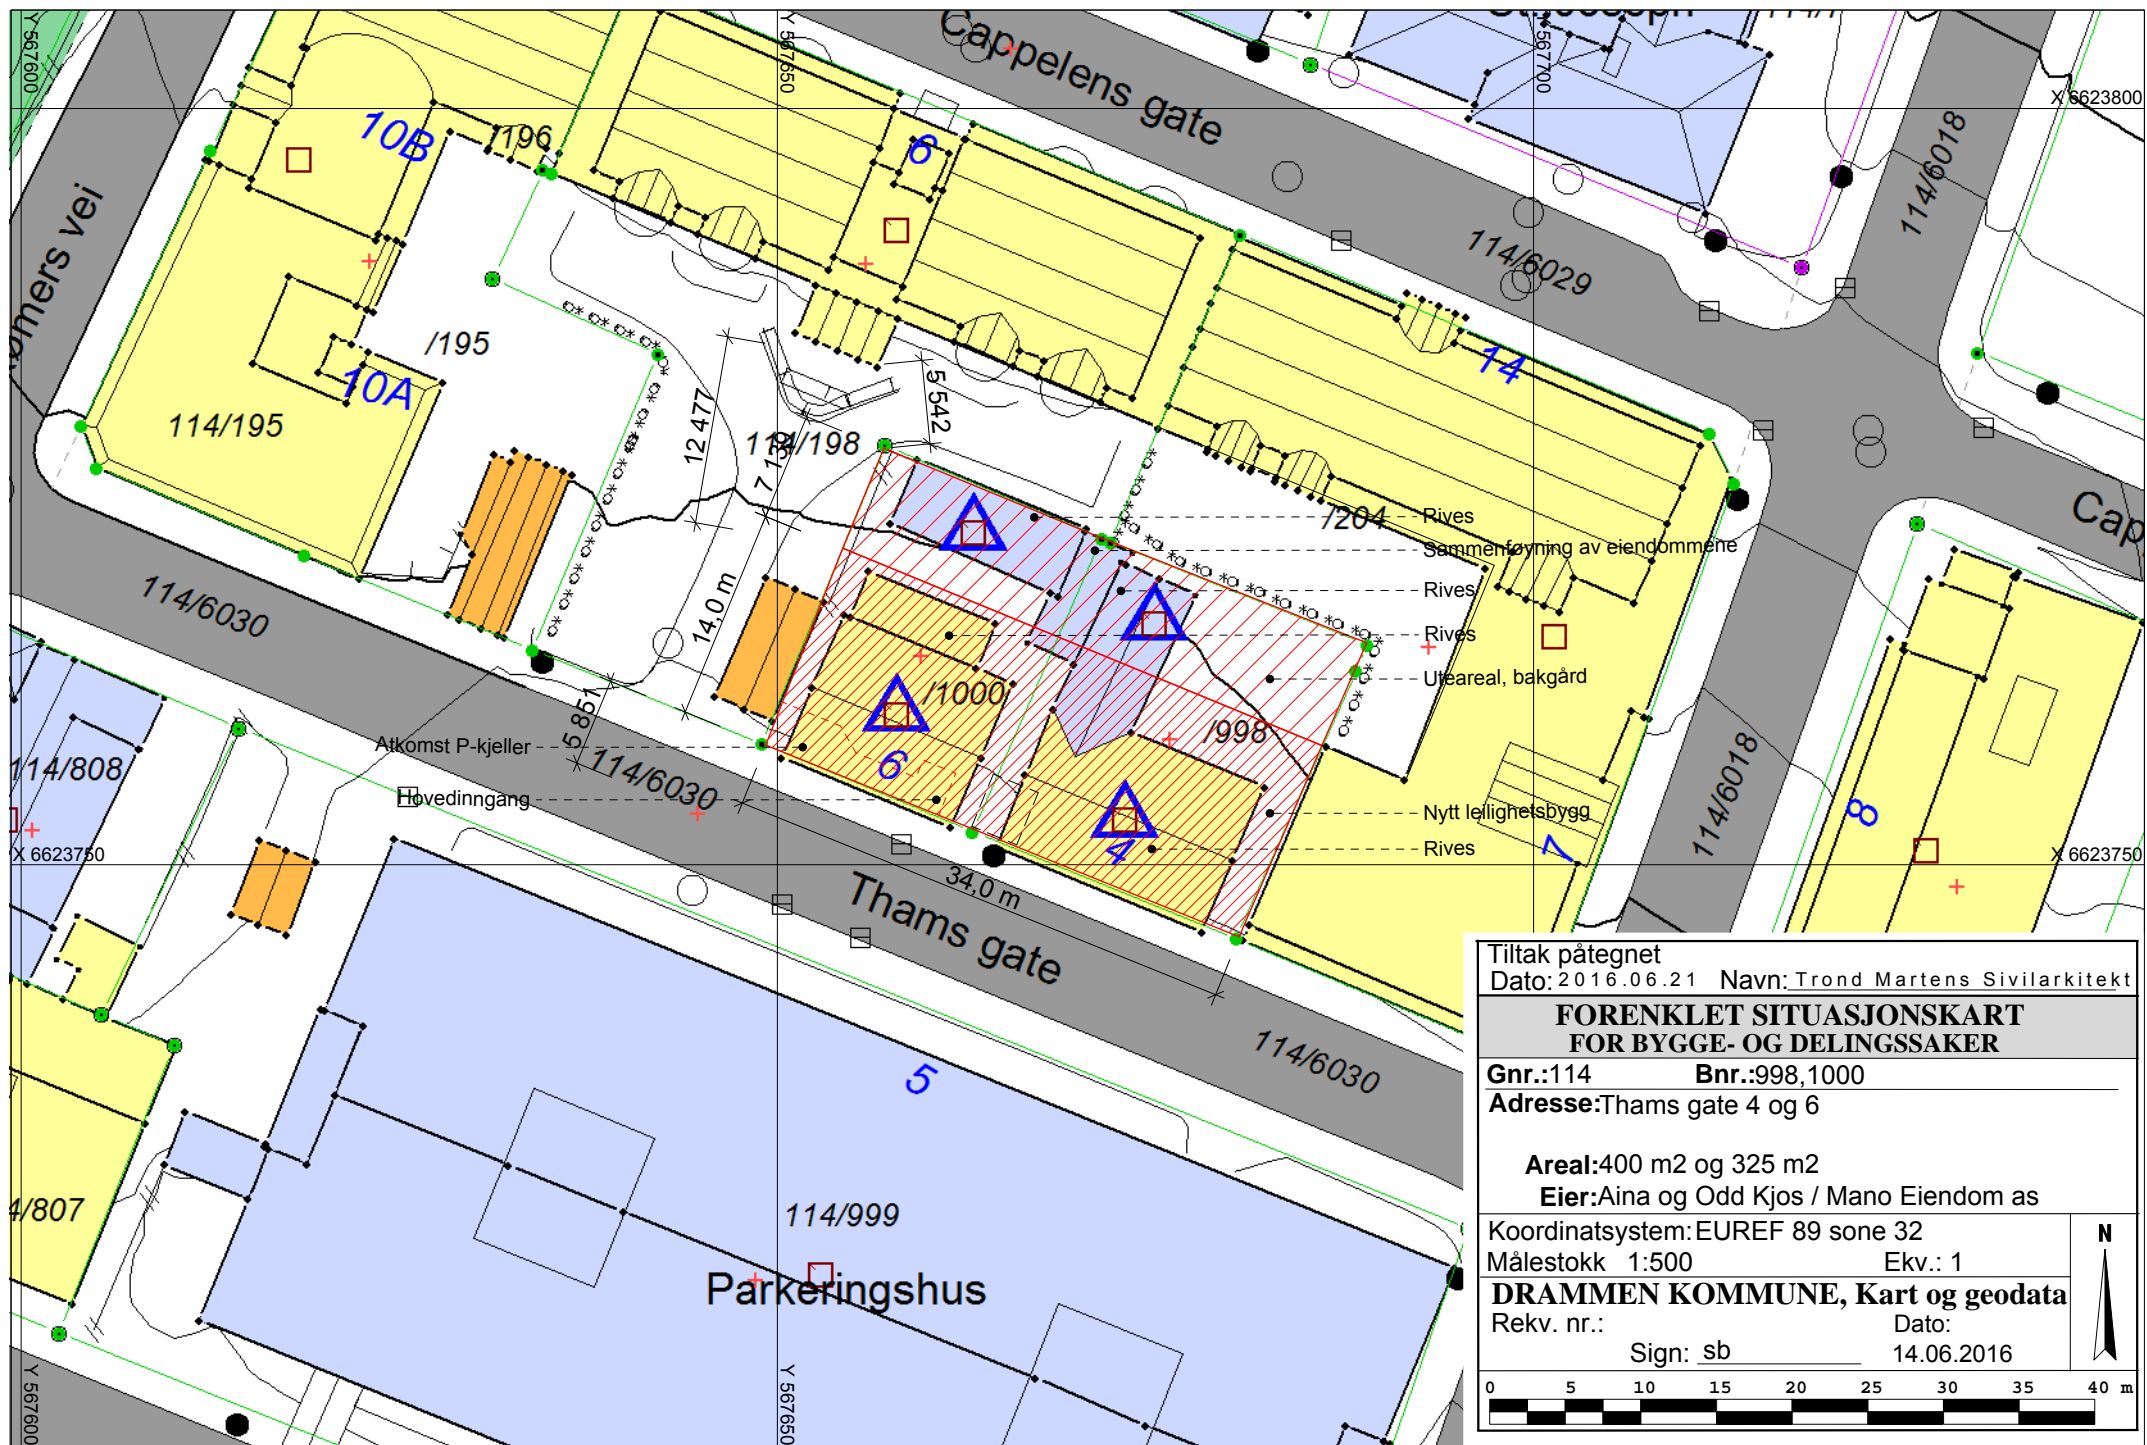 Y 567600
Y 567650
567700
X 6623800
Cappelens gate
10B
/196
6
114/6018
omers vei
114/6029
/195
10A
14
114/195
12 477
5 542
114/198
7 139
/204
Rives
Sammenføyning av eiendommene
Cap
Rives
114/6030
14,0 m
Rives
Uteareal, bakgård
/1000
/998
5 851
Atkomst P-kjeller
114/6030
6
114/808
Hovedinngang
Nytt leilighetsbygg
114/6018
8
7
4
Rives
X 6623750
X 6623750
34,0 m
Thams gate
114/6030
5
4/807
114/999
Parkeringshus
Y 567600
Y 567650
Tiltak påtegnet
Dato: 2016.06.21 Navn: Trond Martens Sivilarkitekt
FORENKLET SITUASJONSKART
FOR BYGGE- OG DELINGSSAKER
Gnr.:114 Bnr.:998,1000
Adresse:Thams gate 4 og 6
Areal:400 m2 og 325 m2
Eier:Aina og Odd Kjos / Mano Eiendom as
Koordinatsystem:EUREF 89 sone 32
Målestokk 1:500 Ekv.: 1
N
DRAMMEN KOMMUNE, Kart og geodata
Rekv. nr.: Dato:
Sign: sb 14.06.2016
0 5 10 15 20 25 30 35 40 m